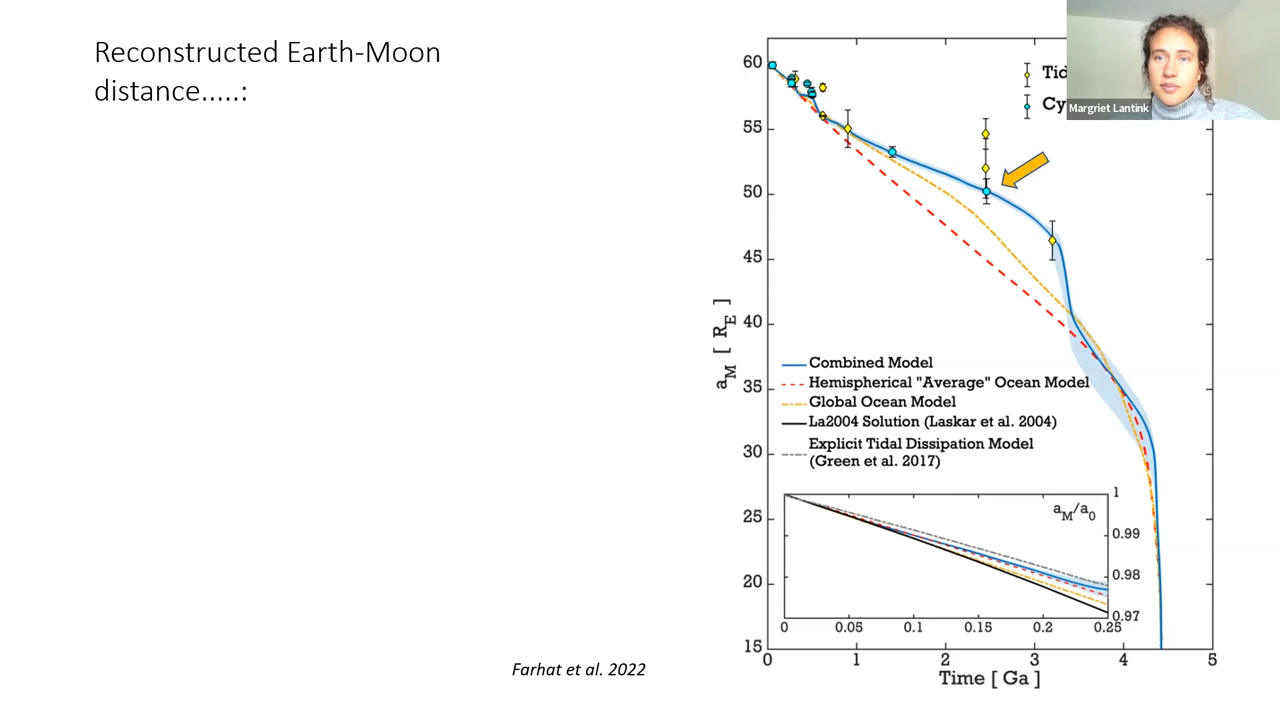 Reconstructed Earth-Moon
distance.....:
Margriet Lantink
60
55
50
45
40
35
30
25
20
15
a_M [ R_E ]
Combined Model
Hemispherical "Average" Ocean Model
Global Ocean Model
La2004 Solution (Laskar et al. 2004)
Explicit Tidal Dissipation Model
(Green et al. 2017)
a_M/a_0
1
0.99
0.98
0.97
0 0.05 0.1 0.15 0.2 0.25
0 1 2 3 4 5
Time [ Ga ]
Farhat et al. 2022